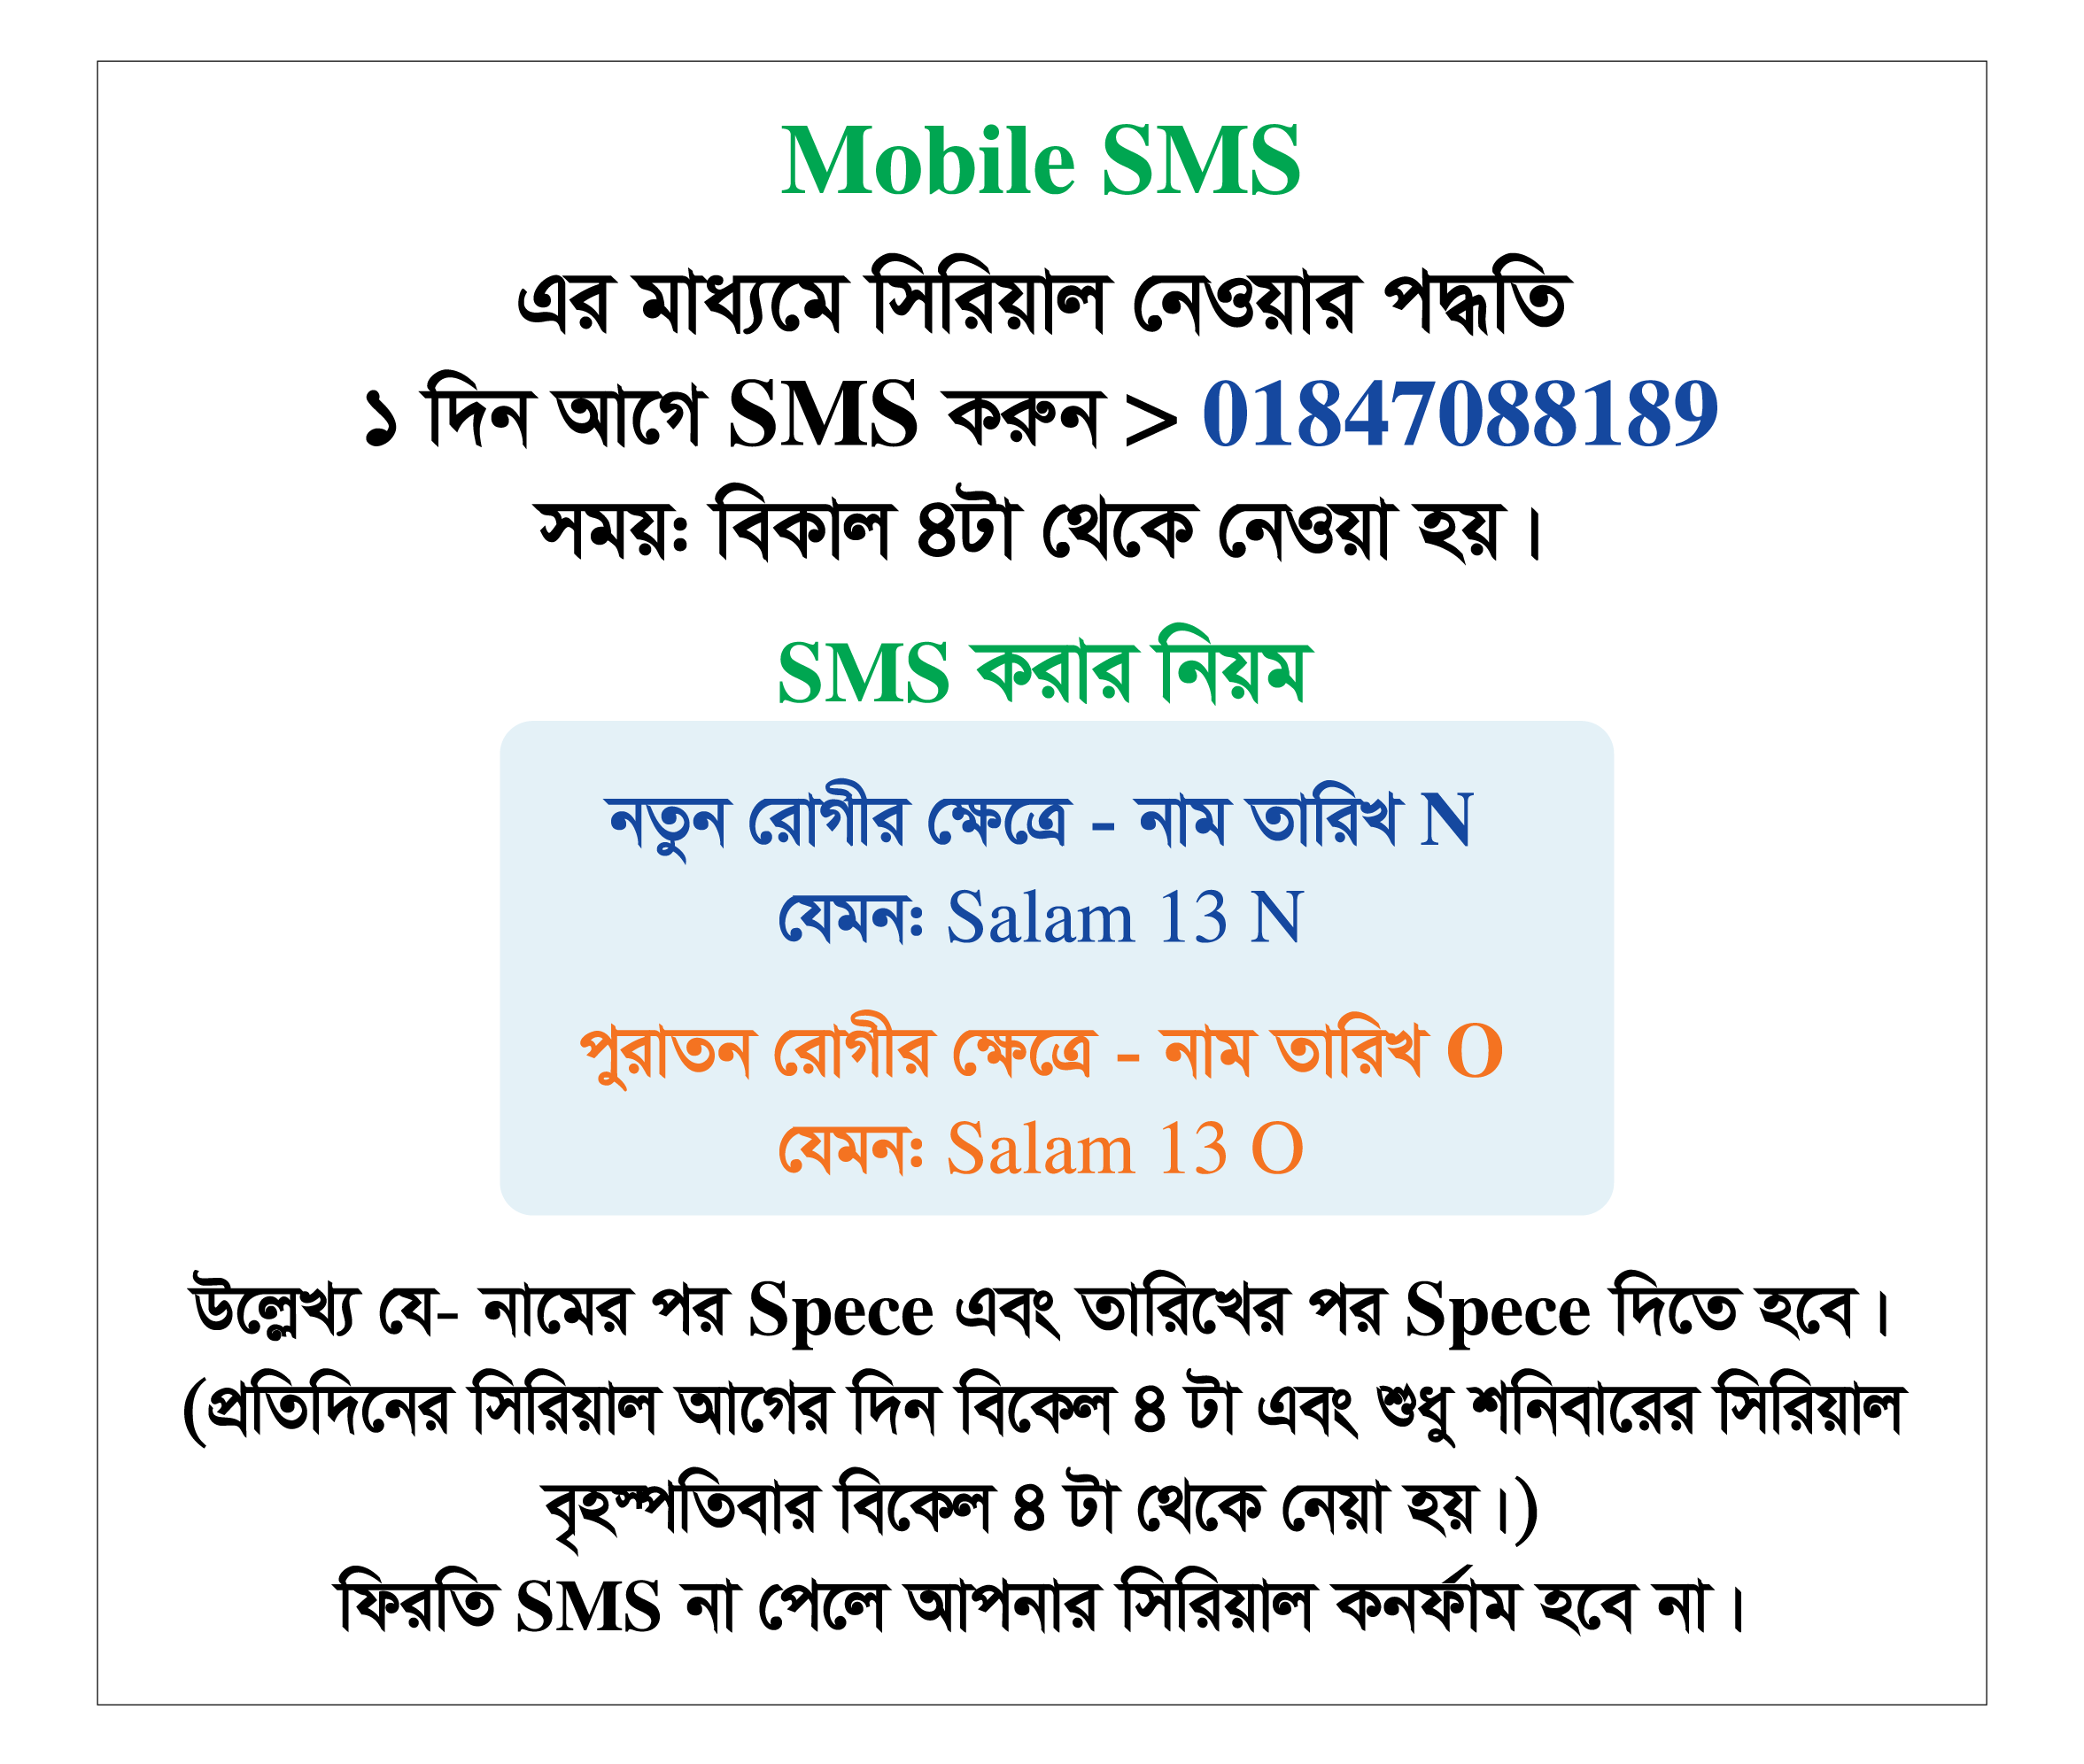 Mobile SMS
এর মাধ্যমে সিরিয়াল নেওয়ার পদ্ধতি
১ দিন আগে SMS করুন > 01847088189
সময়ঃ বিকাল ৪টা থেকে নেওয়া হয়।
SMS করার নিয়ম
নতুন রোগীর ক্ষেত্রে - নাম তারিখ N
যেমনঃ Salam 13 N
পুরাতন রোগীর ক্ষেত্রে - নাম তারিখ O
যেমনঃ Salam 13 O
উল্লেখ্য যে- নামের পর Spece এবং তারিখের পর Spece দিতে হবে।
(প্রতিদিনের সিরিয়াল আগের দিন বিকেল ৪ টা এবং শুধু শনিবারের সিরিয়াল
বৃহস্পতিবার বিকেল ৪ টা থেকে নেয়া হয়।)
ফিরতি SMS না পেলে আপনার সিরিয়াল কনর্ফাম হবে না।